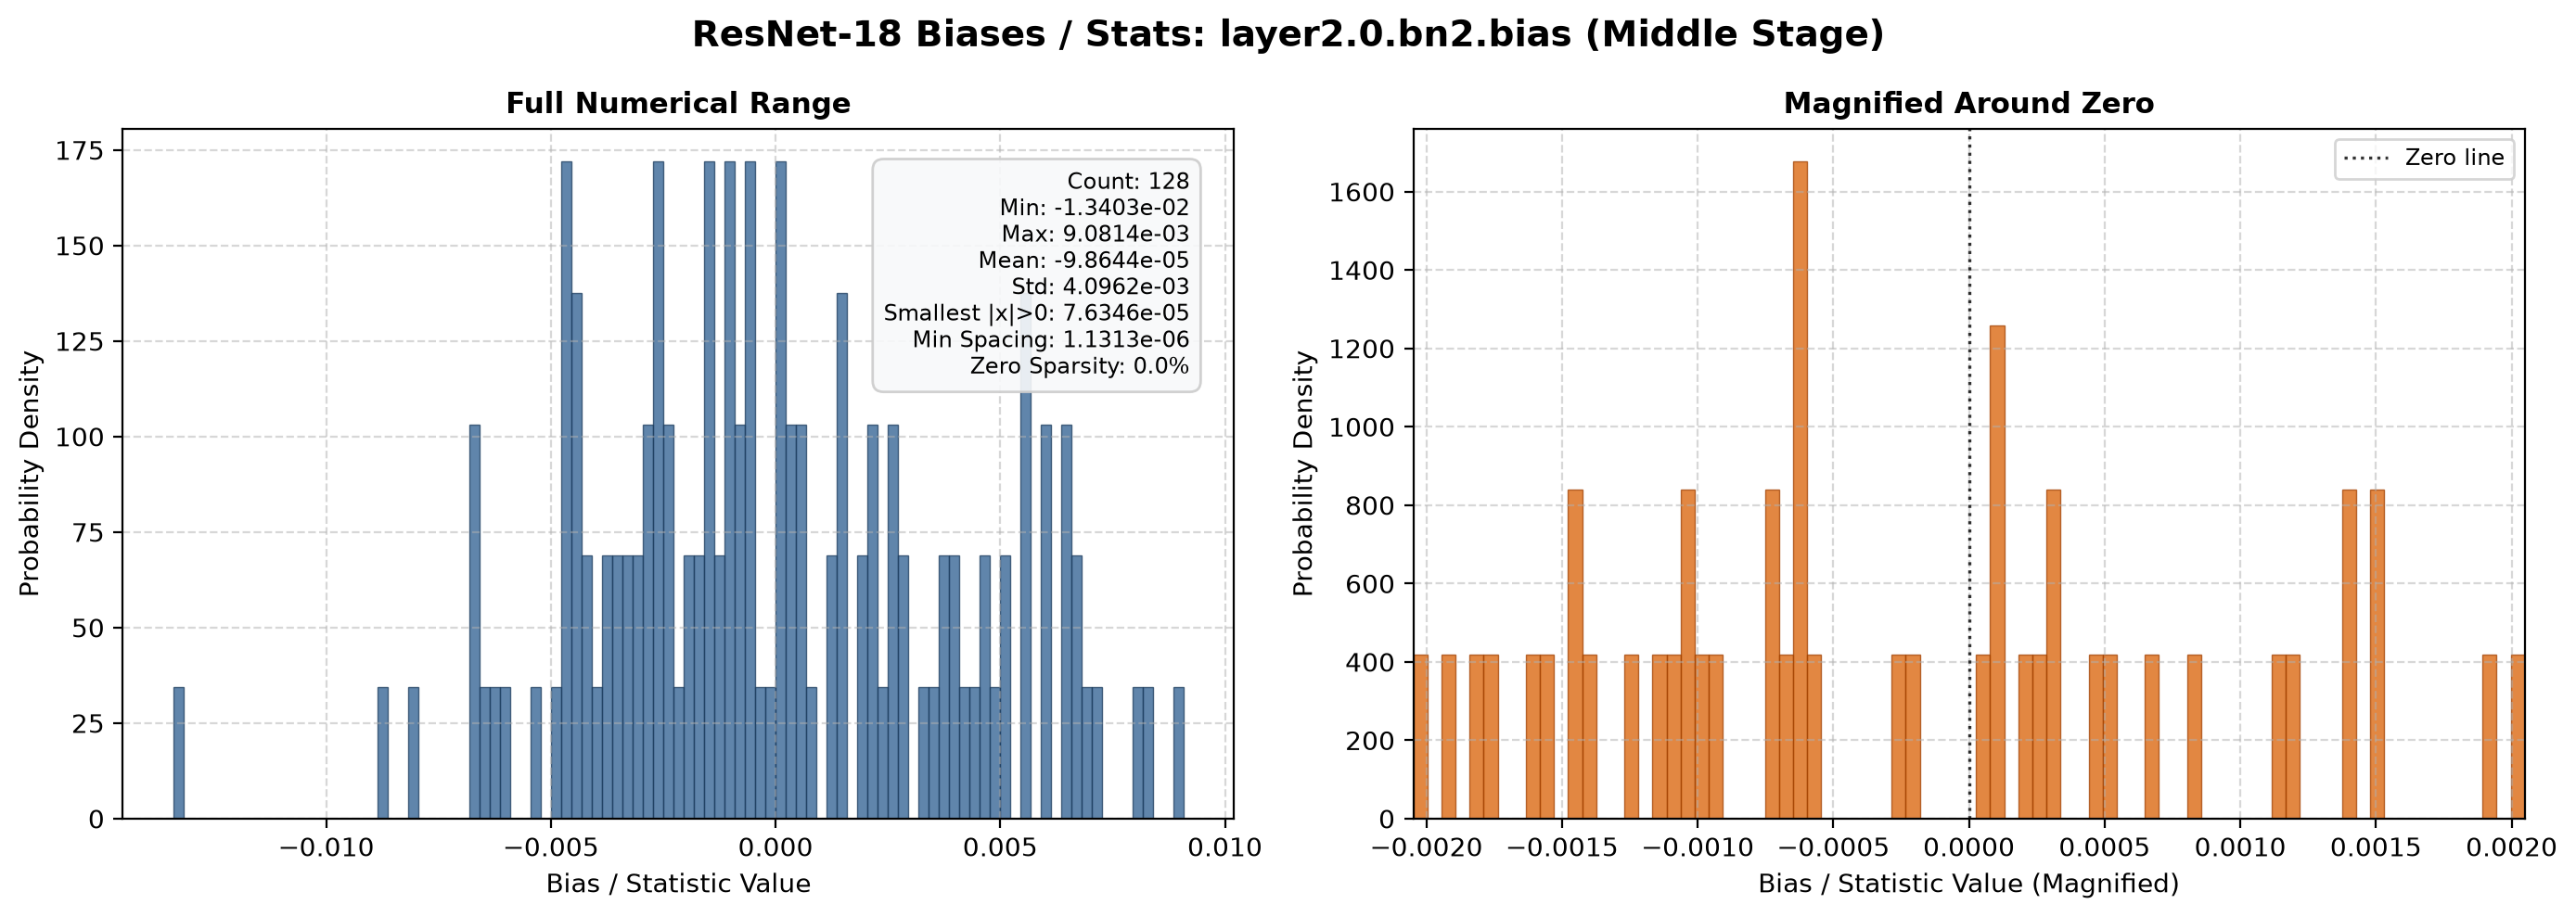 ResNet-18 Biases / Stats: layer2.0.bn2.bias (Middle Stage)
Full Numerical Range
175
150
125
100
75
50
25
0
Probability Density
Count: 128
Min: -1.3403e-02
Max: 9.0814e-03
Mean: -9.8644e-05
Std: 4.0962e-03
Smallest |x|>0: 7.6346e-05
Min Spacing: 1.1313e-06
Zero Sparsity: 0.0%
−0.010 −0.005 0.000 0.005 0.010
Bias / Statistic Value
Magnified Around Zero
Zero line
1600
1400
1200
1000
800
600
400
200
0
Probability Density
−0.0020 −0.0015 −0.0010 −0.0005 0.0000 0.0005 0.0010 0.0015 0.0020
Bias / Statistic Value (Magnified)